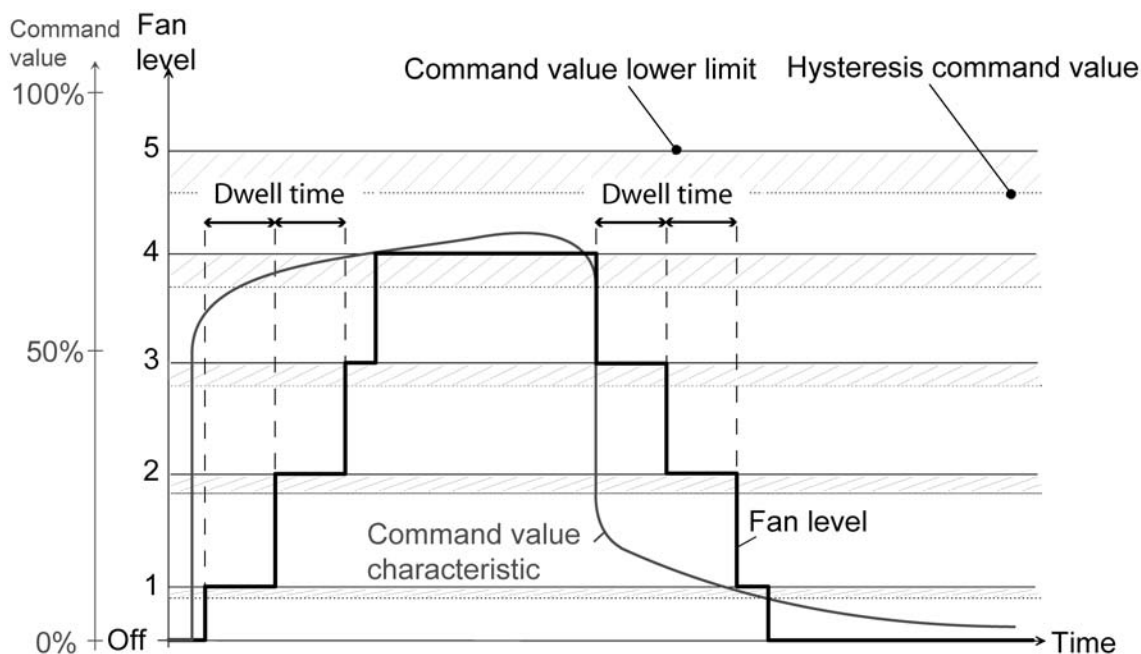 Command
value
Fan
level
Command value lower limit
Hysteresis command value
100%
5
Dwell time
Dwell time
4
50%
3
2
Command value
characteristic
Fan level
1
0%
Off
Time